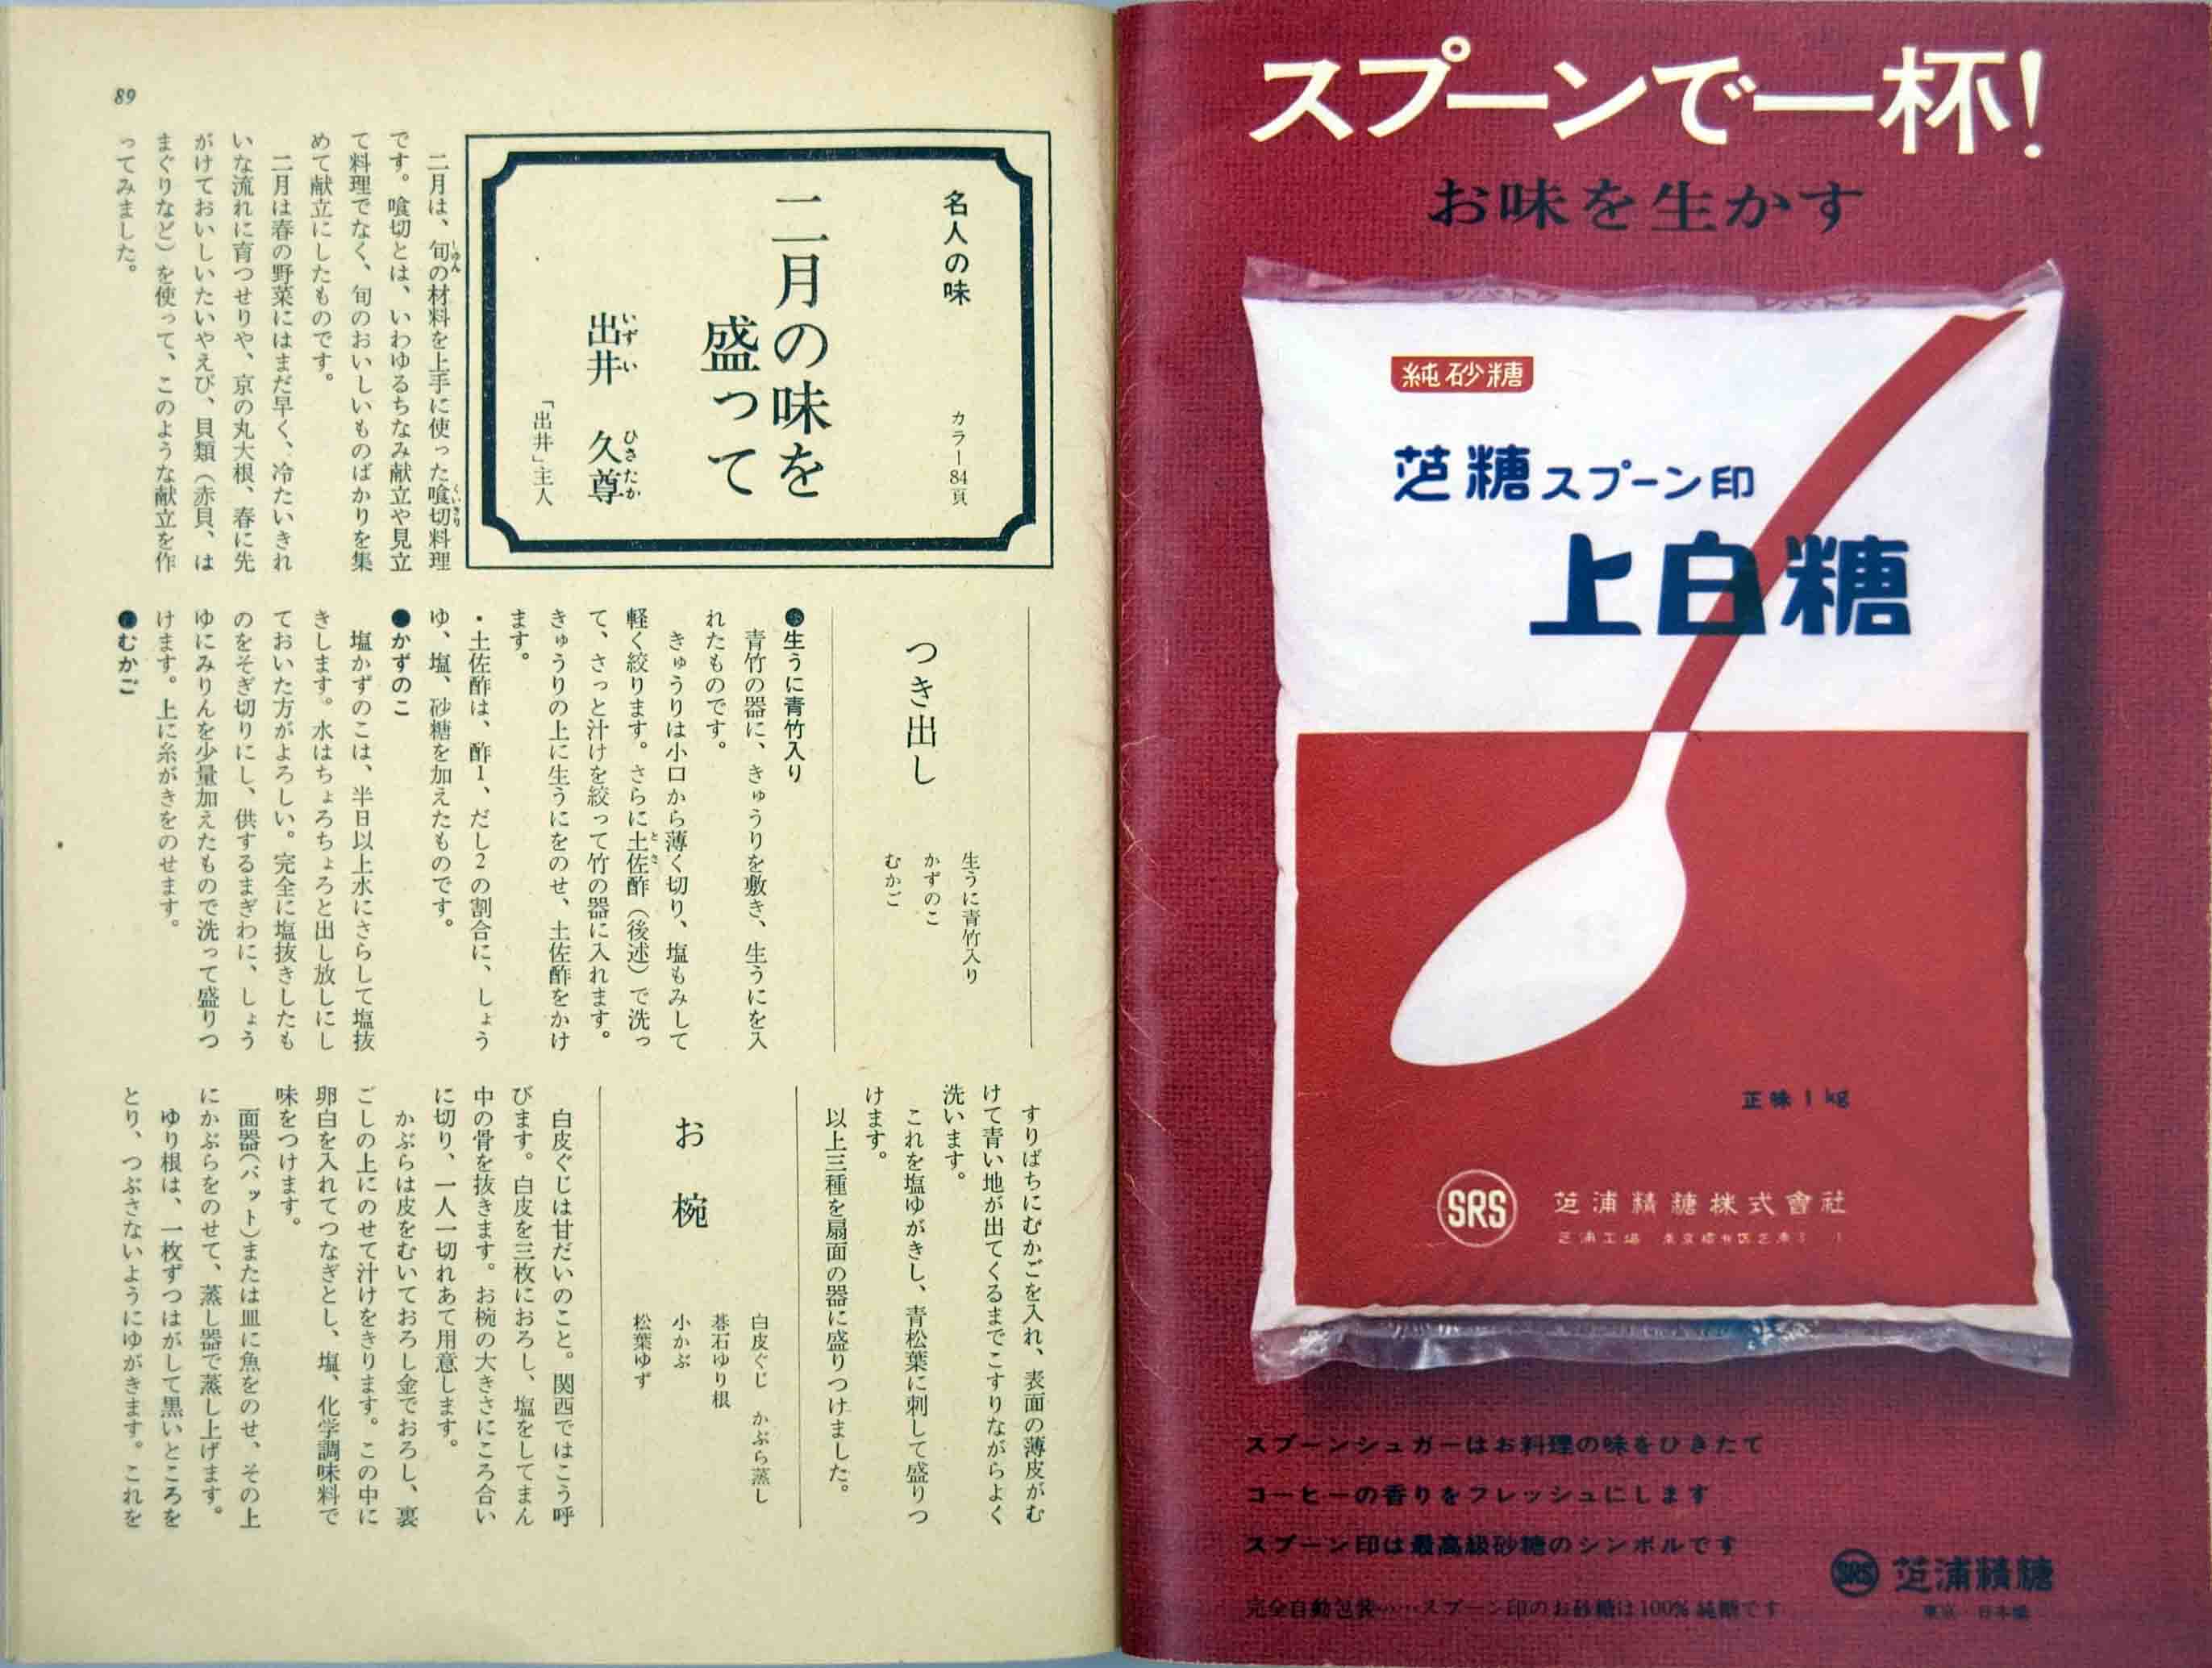 スプーンで一杯!
お味を生かす
純砂糖
芝糖スプーン印
上白糖
正味1kg
SRS
芝浦精糖株式會社
スプーンシュガーはお料理の味をひきたて
コーヒーの香りをフレッシュにします
スプーン印は最高級砂糖のシンボルです
SRS 芝浦精糖
東京・日本橋
完全自動包装……スプーン印のお砂糖は100%純糖です
名人の味
カラー84頁
二月の味を
盛って
出井 久尊
いずい ひさたか
「出井」主人
二月は、旬の材料を上手に使った喰切料理
しゅん くいきり
です。喰切とは、いわゆるちなみ献立や見立
て料理でなく、旬のおいしいものばかりを集
めて献立にしたものです。
二月は春の野菜にはまだ早く、冷たいきれ
いな流れに育つせりや、京の丸大根、春に先
がけておいしいたいやえび、貝類(赤貝、は
まぐりなど)を使って、このような献立を作
ってみました。
つき出し
生うに青竹入り
かずのこ
むかご
●生うに青竹入り
青竹の器に、きゅうりを敷き、生うにを入
れたものです。
きゅうりは小口から薄く切り、塩もみして
軽く絞ります。さらに土佐酢(後述)で洗っ
とさ
て、さっと汁けを絞って竹の器に入れます。
きゅうりの上に生うにをのせ、土佐酢をかけ
ます。
・土佐酢は、酢1、だし2の割合に、しょう
ゆ、塩、砂糖を加えたものです。
●かずのこ
塩かずのこは、半日以上水にさらして塩抜
きします。水はちょろちょろと出し放しにし
ておいた方がよろしい。完全に塩抜きしたも
のをそぎ切りにし、供するまぎわに、しょう
ゆにみりんを少量加えたもので洗って盛りつ
けます。上に糸がきをのせます。
●むかご
すりばちにむかごを入れ、表面の薄皮がむ
けて青い地が出てくるまでこすりながらよく
洗います。
これを塩ゆがきし、青松葉に刺して盛りつ
けます。
以上三種を扇面の器に盛りつけました。
お椀
白皮ぐじ かぶら蒸し
碁石ゆり根
小かぶ
松葉ゆず
白皮ぐじは甘だいのこと。関西ではこう呼
びます。白皮を三枚におろし、塩をしてまん
中の骨を抜きます。お椀の大きさにころ合い
に切り、一人一切れあて用意します。
かぶらは皮をむいておろし金でおろし、裏
ごしの上にのせて汁けをきります。この中に
卵白を入れてつなぎとし、塩、化学調味料で
味をつけます。
面器(バット)または皿に魚をのせ、その上
にかぶらをのせて、蒸し器で蒸し上げます。
ゆり根は、一枚ずつはがして黒いところを
とり、つぶさないようにゆがきます。これを
89